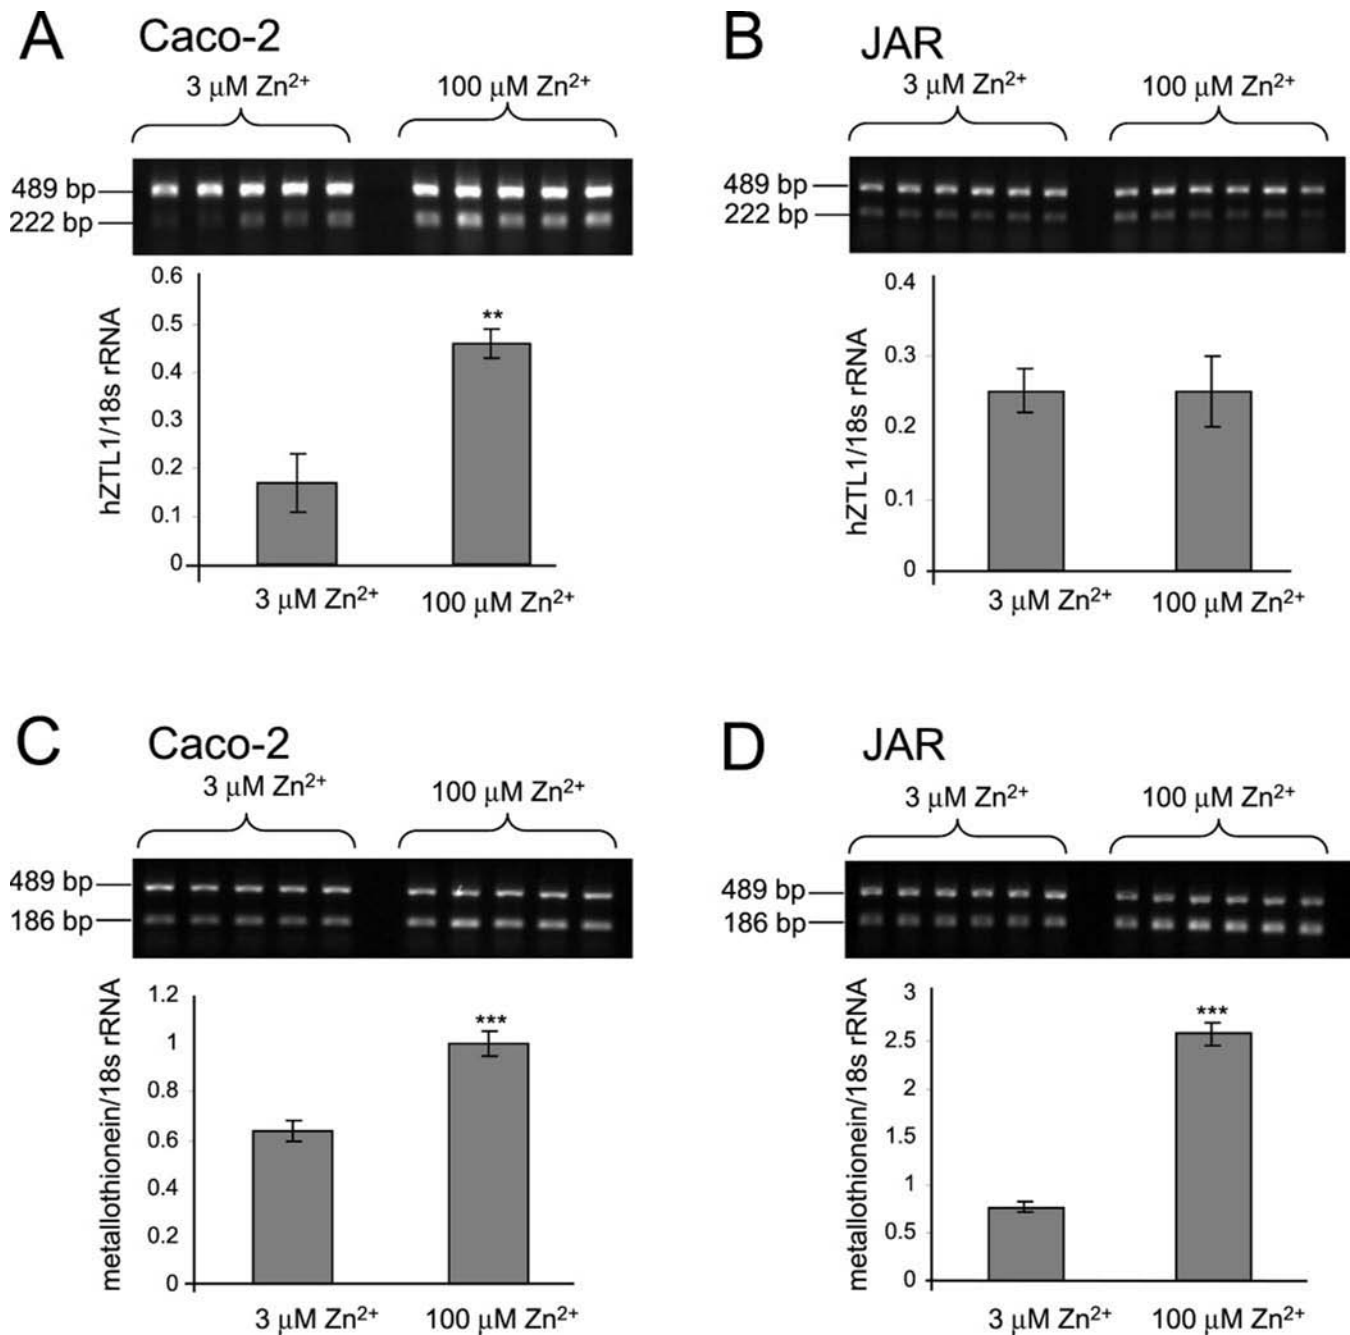 A Caco-2
3 μM Zn²⁺ 100 μM Zn²⁺
489 bp
222 bp
0.6
0.5
0.4
0.3
0.2
0.1
0
hZTL1/18s rRNA
**
3 μM Zn²⁺ 100 μM Zn²⁺
B JAR
3 μM Zn²⁺ 100 μM Zn²⁺
489 bp
222 bp
0.4
0.3
0.2
0.1
0
hZTL1/18s rRNA
3 μM Zn²⁺ 100 μM Zn²⁺
C Caco-2
3 μM Zn²⁺ 100 μM Zn²⁺
489 bp
186 bp
1.2
1
0.8
0.6
0.4
0.2
0
metallothionein/18s rRNA
***
3 μM Zn²⁺ 100 μM Zn²⁺
D JAR
3 μM Zn²⁺ 100 μM Zn²⁺
489 bp
186 bp
3
2.5
2
1.5
1
0.5
0
metallothionein/18s rRNA
***
3 μM Zn²⁺ 100 μM Zn²⁺